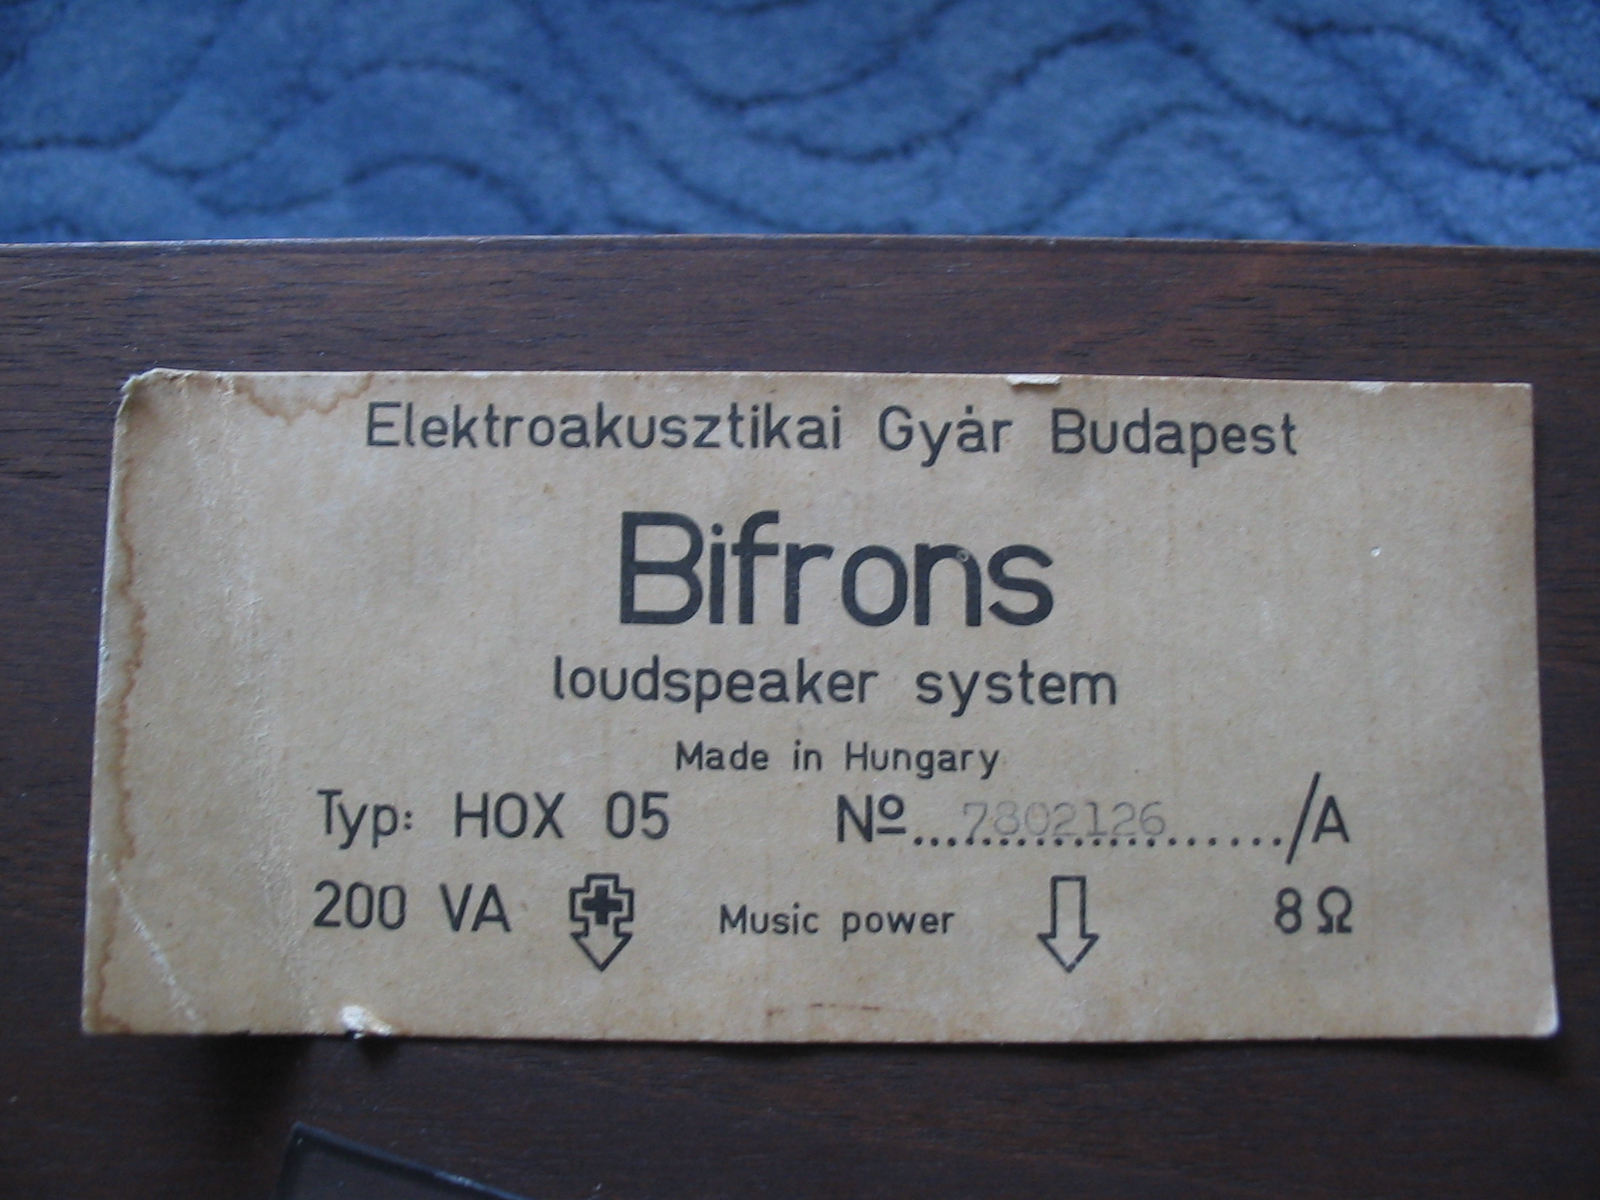 Elektroakusztikai Gyár Budapest
Bifrons
loudspeaker system
Made in Hungary
Typ: HOX 05 Nº...7802126......./A
200 VA Music power 8Ω